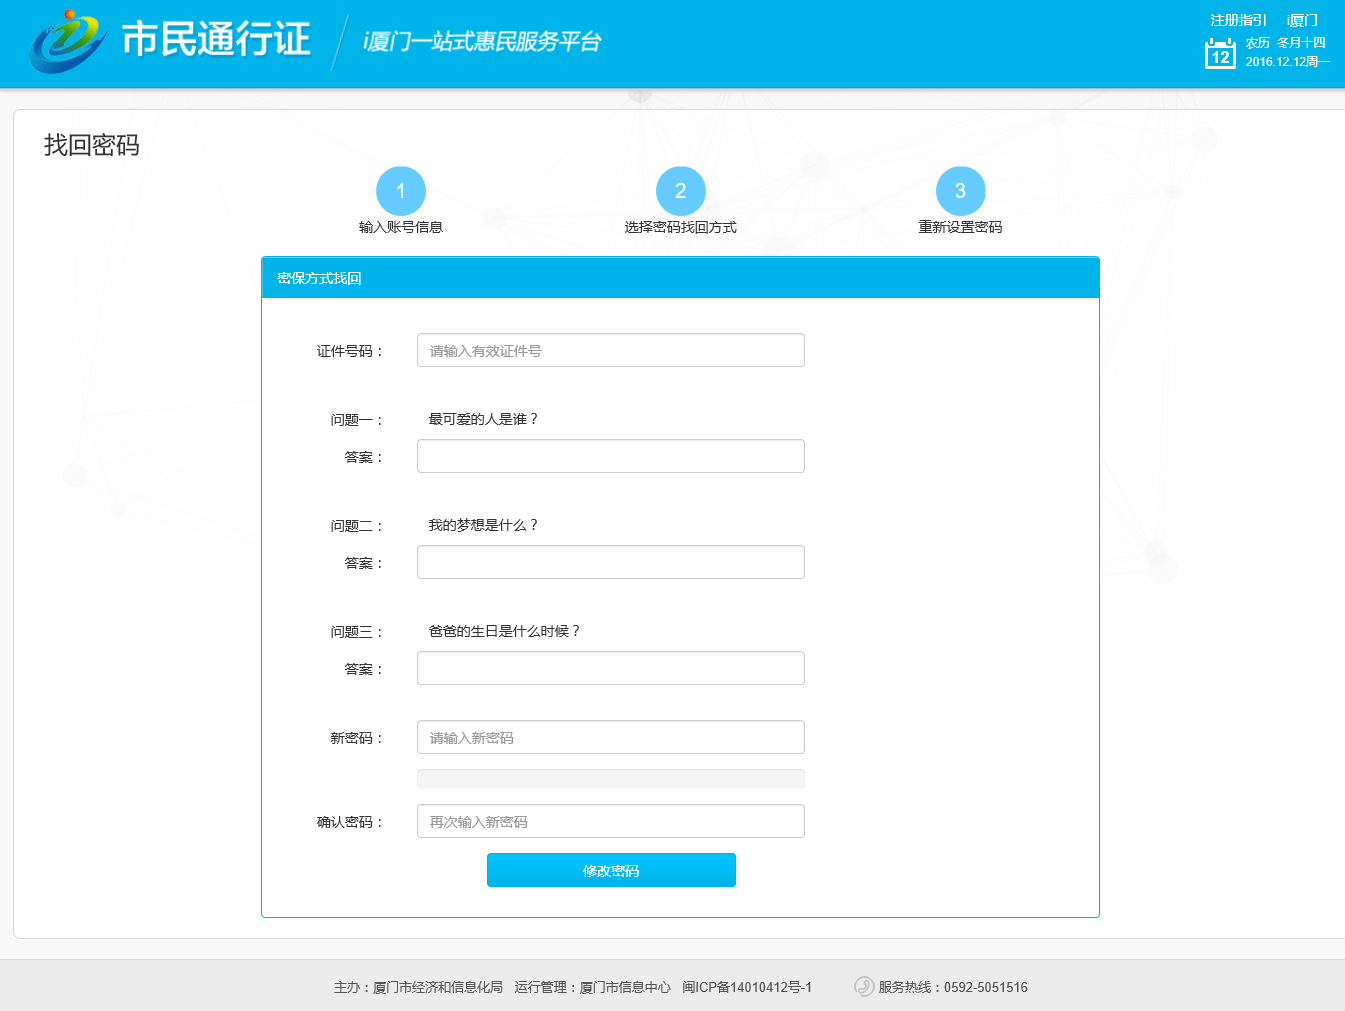 市民通行证
i厦门一站式惠民服务平台
注册指引 i厦门
12
农历 冬月十四
2016.12.12周一
找回密码
1
2
3
输入账号信息
选择密码找回方式
重新设置密码
密保方式找回
证件号码：
请输入有效证件号
问题一：
最可爱的人是谁？
答案：
问题二：
我的梦想是什么？
答案：
问题三：
爸爸的生日是什么时候？
答案：
新密码：
请输入新密码
确认密码：
再次输入新密码
修改密码
主办：厦门市经济和信息化局 运行管理：厦门市信息中心 闽ICP备14010412号-1 服务热线：0592-5051516